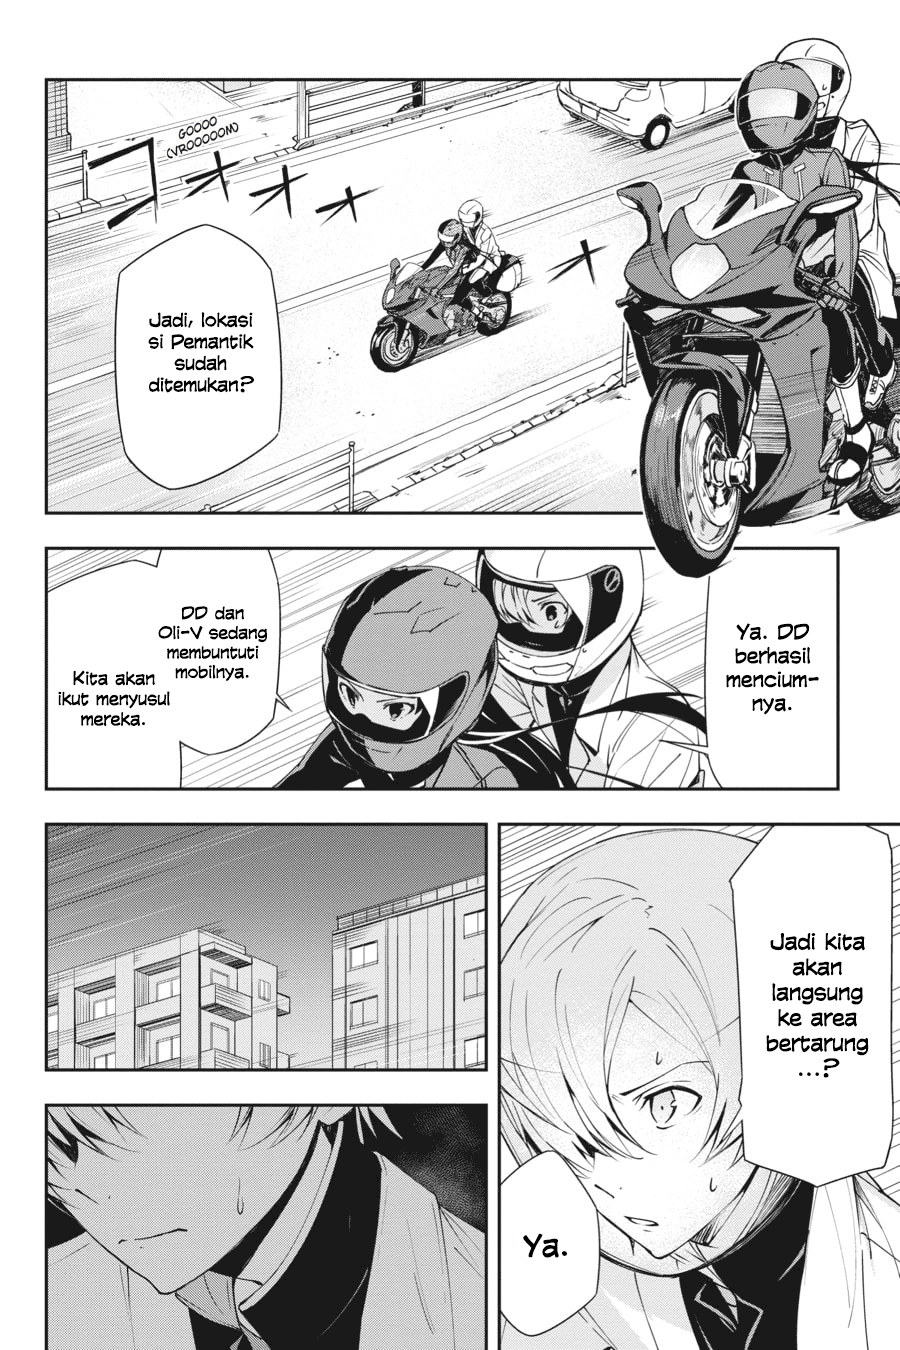 GOOOO
(VROOOOOM)
ゴオオオオ
Jadi, lokasi
si Pemantik
sudah
ditemukan?
Ya. DD
berhasil
mencium-
nya.
DD dan
Oli-V sedang
membuntuti
mobilnya.
Kita akan
ikut menyusul
mereka.
Jadi kita
akan
langsung
ke area
bertarung
...?
Ya.